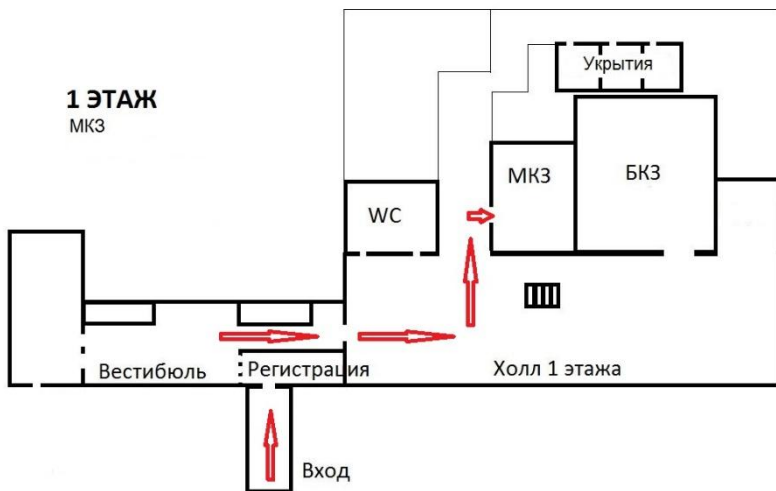 Укрытия
1 ЭТАЖ
МКЗ
МКЗ
БКЗ
WC
Вестибюль
Регистрация
Холл 1 этажа
Вход